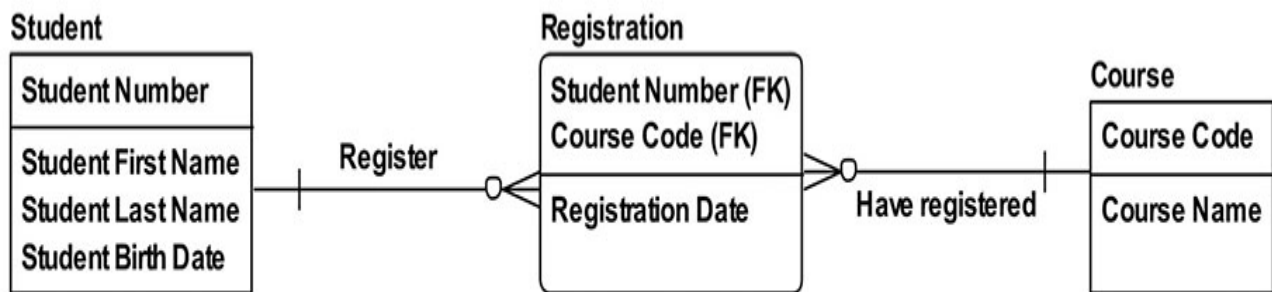 Student
Student Number
Student First Name
Student Last Name
Student Birth Date
Register
Registration
Student Number (FK)
Course Code (FK)
Registration Date
Have registered
Course
Course Code
Course Name